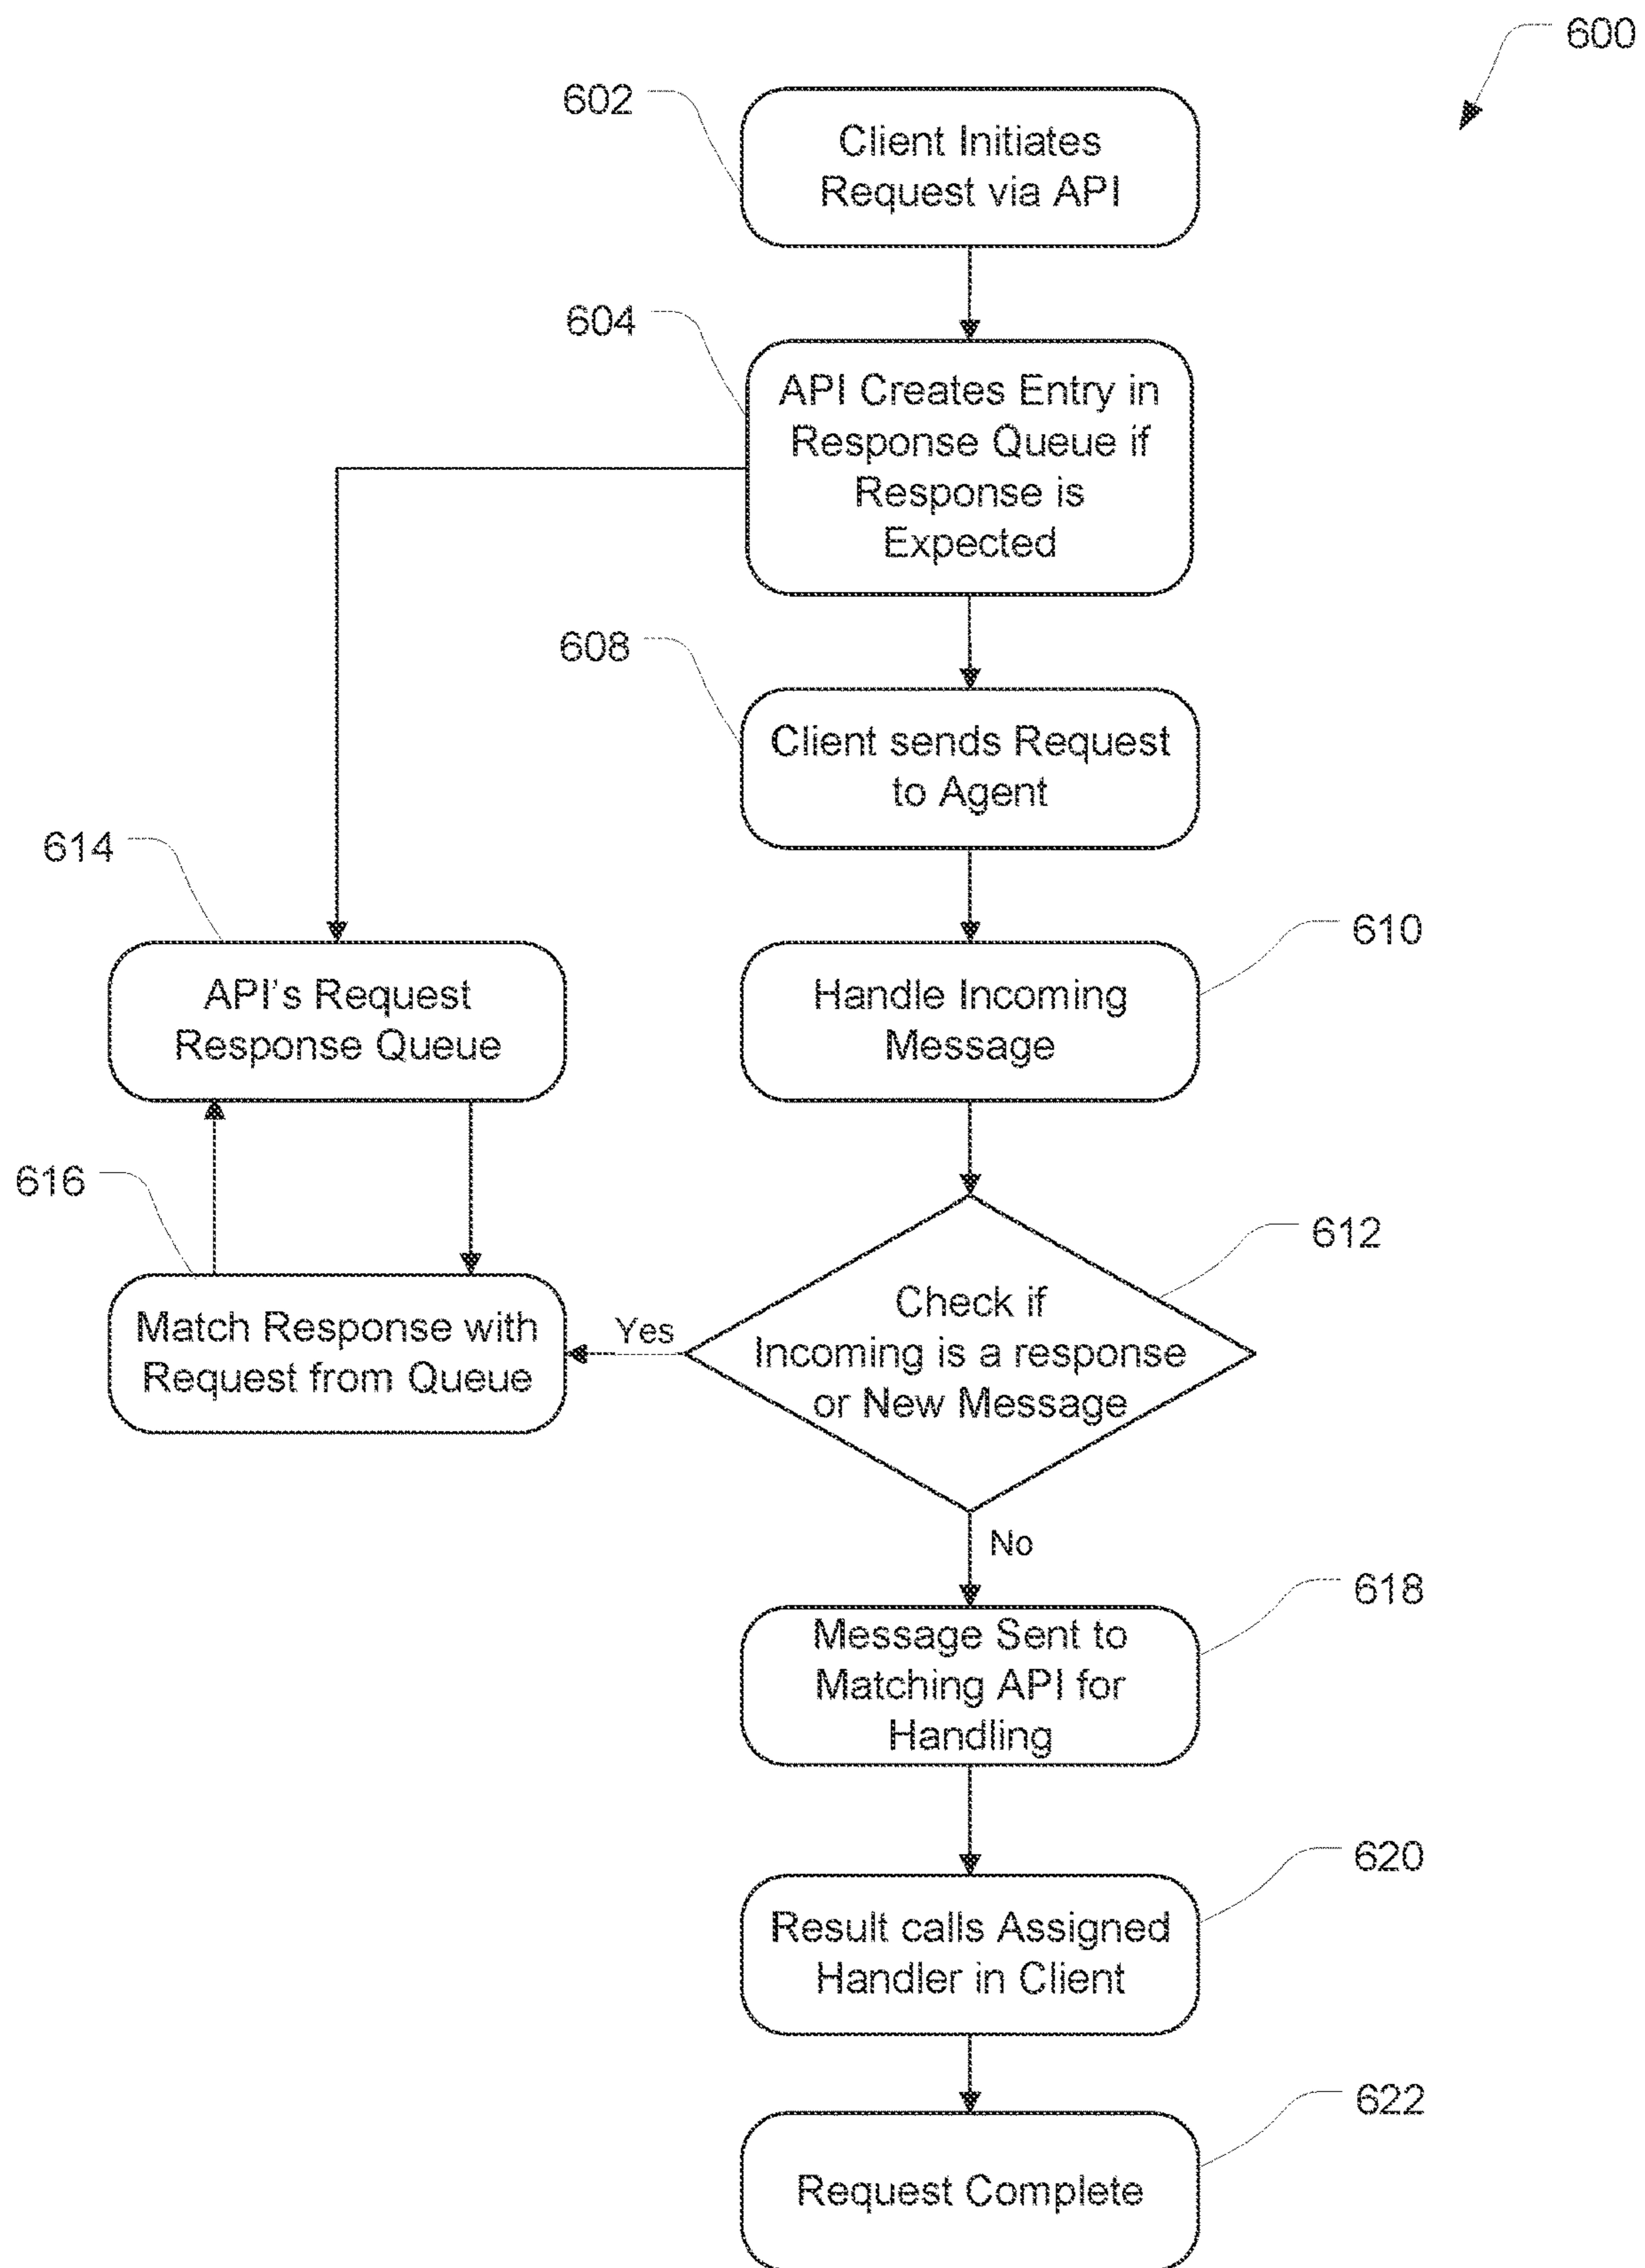 600
602
Client Initiates
Request via API
604
API Creates Entry in
Response Queue if
Response is
Expected
608
Client sends Request
to Agent
614
610
API's Request
Response Queue
Handle Incoming
Message
616
612
Match Response with
Request from Queue
Yes
Check if
Incoming is a response
or New Message
No
618
Message Sent to
Matching API for
Handling
620
Result calls Assigned
Handler in Client
622
Request Complete